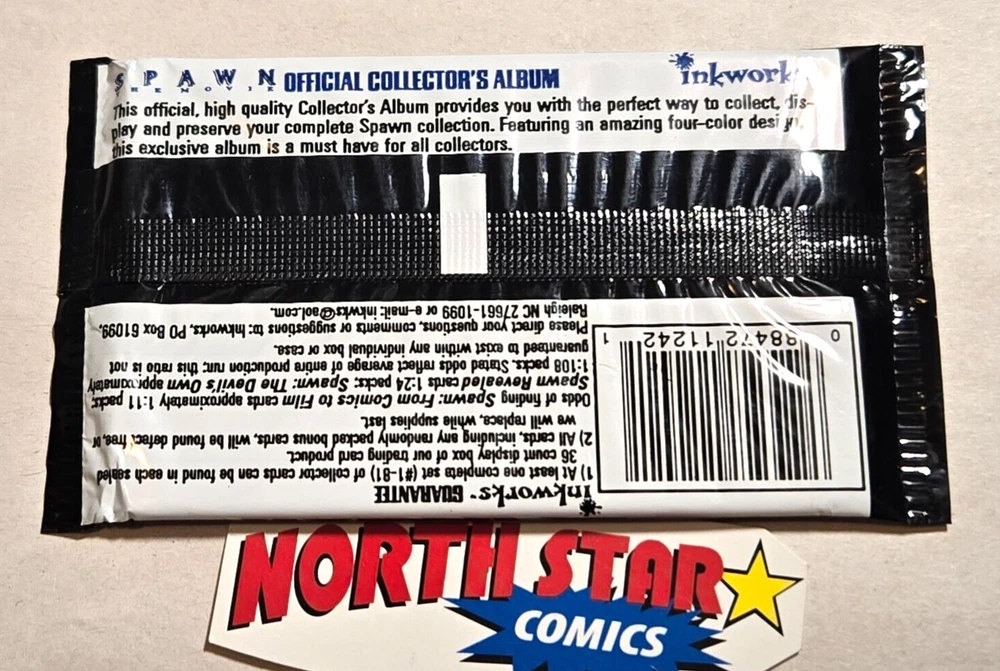 SPAWN OFFICIAL COLLECTOR'S ALBUM
THE MOVIE
inkworks
This official, high quality Collector's Album provides you with the perfect way to collect, dis-
play and preserve your complete Spawn collection. Featuring an amazing four-color design,
this exclusive album is a must have for all collectors.
inkworks™ GUARANTEE
1) At least one complete set (#1-81) of collector cards can be found in each sealed
36 count display box of our trading card product.
2) All cards, including any randomly packed bonus cards, will be found defect free, or
we will replace, while supplies last.
Odds of finding Spawn: From Comics to Film cards approximately 1:11 packs;
Spawn Revealed cards 1:24 packs; Spawn: The Devil's Own approximately
1:108 packs. Stated odds reflect average of entire production run; this ratio is not
guaranteed to exist within any individual box or case.
Please direct your questions, comments or suggestions to: Inkworks, PO Box 61099,
Raleigh NC 27661-1099 or e-mail: inkwks@aol.com.
0 38472 11242 1
NORTH STAR
COMICS